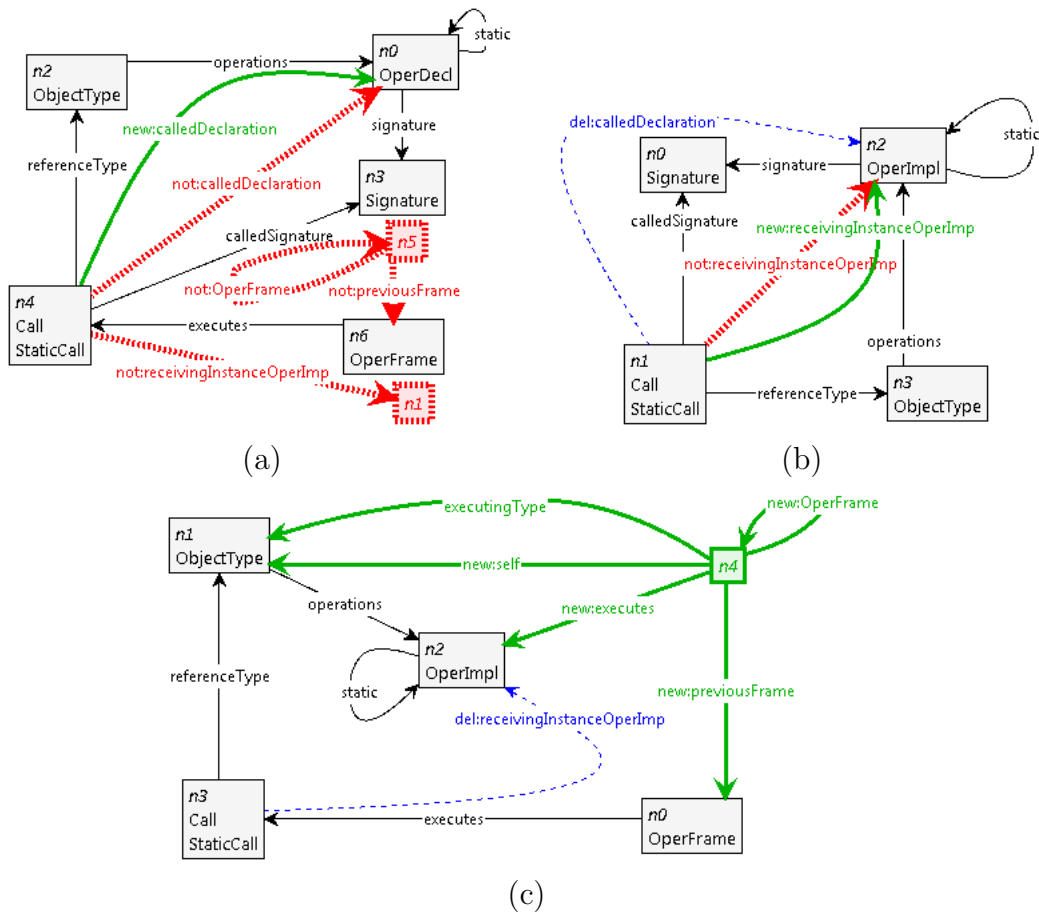 static
n0
OperDecl
operations
n2
ObjectType
new:calledDeclaration
signature
referenceType
not:calledDeclaration
n3
Signature
calledSignature
n5
not:OperFrame
not:previousFrame
n4
Call
StaticCall
executes
n6
OperFrame
not:receivingInstanceOperImp
n1
(a)
del:calledDeclaration
static
n0
Signature
signature
n2
OperImpl
calledSignature
new:receivingInstanceOperImp
not:receivingInstanceOperImp
operations
n1
Call
StaticCall
referenceType
n3
ObjectType
(b)
executingType
new:OperFrame
n1
ObjectType
new:self
n4
operations
new:executes
n2
OperImpl
referenceType
static
new:previousFrame
del:receivingInstanceOperImp
n3
Call
StaticCall
executes
n0
OperFrame
(c)